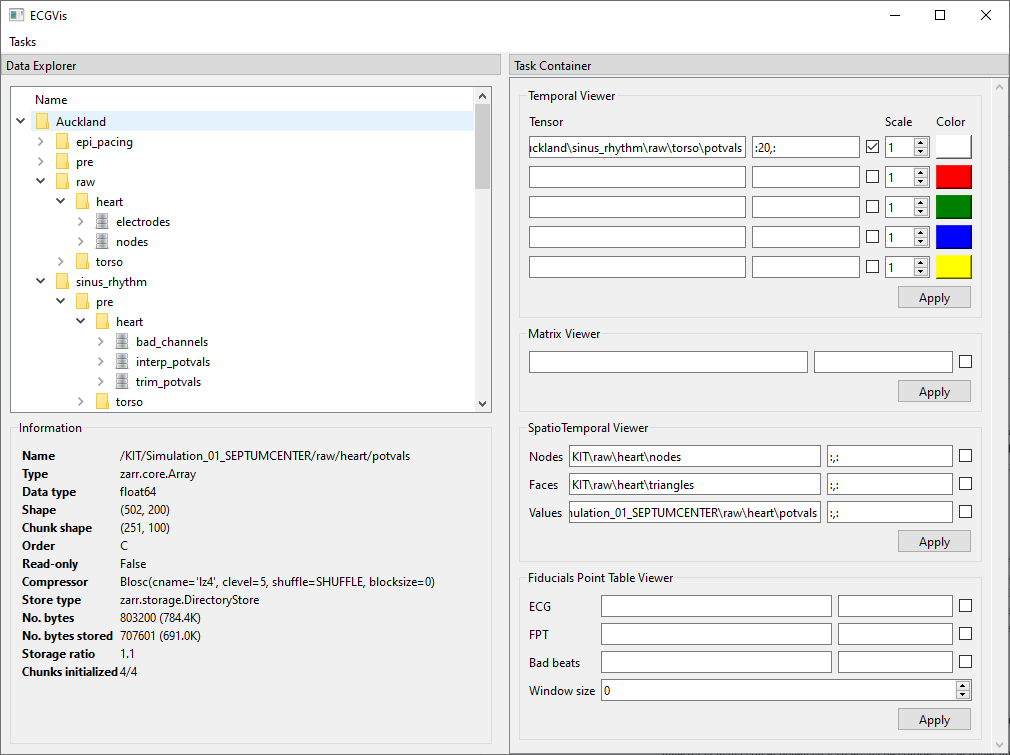 ECGVis
Tasks
Data Explorer
Name
Auckland
epi_pacing
pre
raw
heart
electrodes
nodes
torso
sinus_rhythm
pre
heart
bad_channels
interp_potvals
trim_potvals
torso
Information
Name /KIT/Simulation_01_SEPTUMCENTER/raw/heart/potvals
Type zarr.core.Array
Data type float64
Shape (502, 200)
Chunk shape (251, 100)
Order C
Read-only False
Compressor Blosc(cname='lz4', clevel=5, shuffle=SHUFFLE, blocksize=0)
Store type zarr.storage.DirectoryStore
No. bytes 803200 (784.4K)
No. bytes stored 707601 (691.0K)
Storage ratio 1.1
Chunks initialized 4/4
Task Container
Temporal Viewer
Tensor Scale Color
uckland\sinus_rhythm\raw\torso\potvals :20,: 1
1
1
1
1
Apply
Matrix Viewer
Apply
SpatioTemporal Viewer
Nodes KIT\raw\heart\nodes :,:
Faces KIT\raw\heart\triangles :,:
Values mulation_01_SEPTUMCENTER\raw\heart\potvals :,:
Apply
Fiducials Point Table Viewer
ECG
FPT
Bad beats
Window size 0
Apply